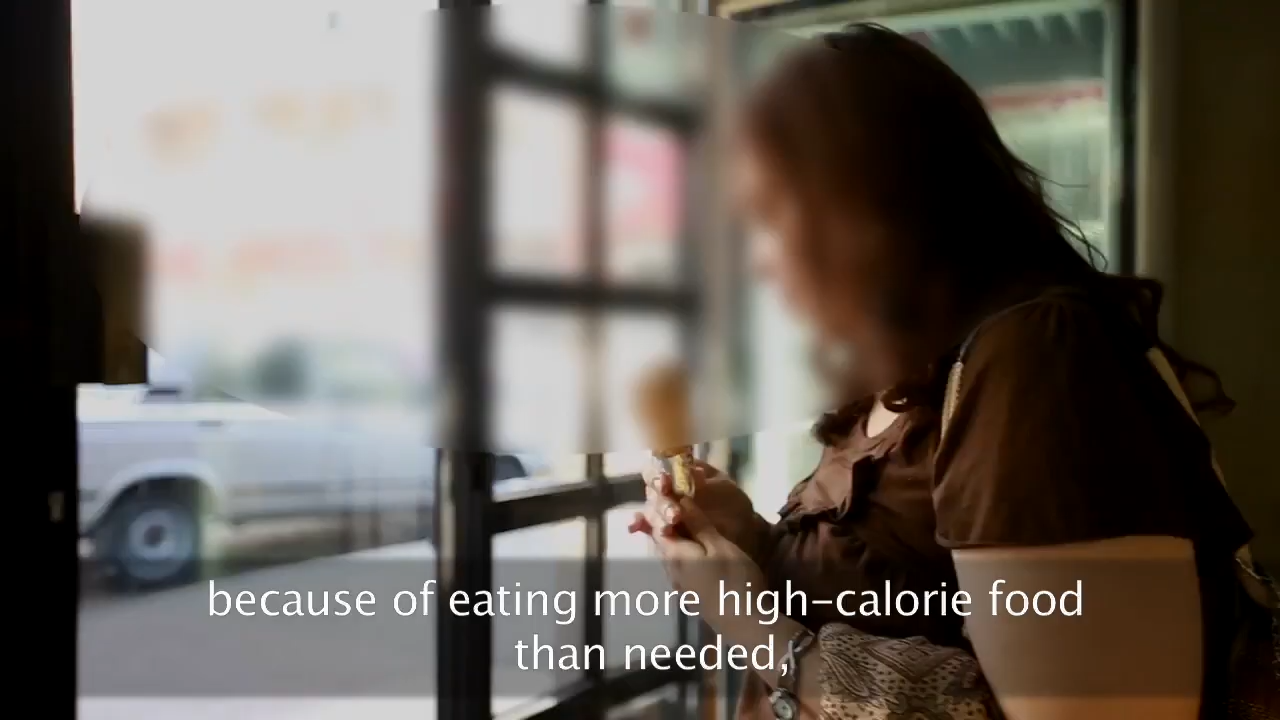 because of eating more high-calorie food
than needed,